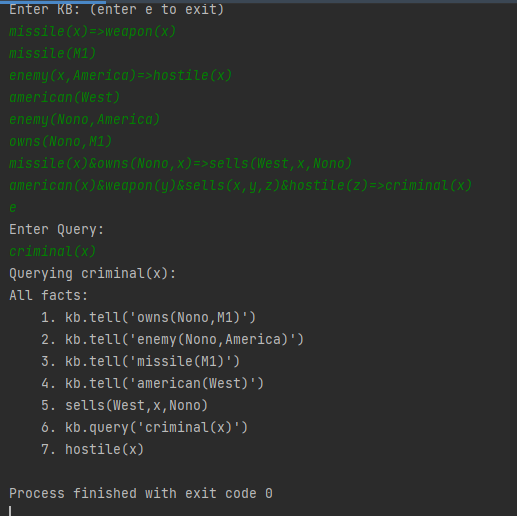 Enter KB: (enter e to exit)
missile(x)=>weapon(x)
missile(M1)
enemy(x,America)=>hostile(x)
american(West)
enemy(Nono,America)
owns(Nono,M1)
missile(x)&owns(Nono,x)=>sells(West,x,Nono)
american(x)&weapon(y)&sells(x,y,z)&hostile(z)=>criminal(x)
e
Enter Query:
criminal(x)
Querying criminal(x):
All facts:
    1. kb.tell('owns(Nono,M1)')
    2. kb.tell('enemy(Nono,America)')
    3. kb.tell('missile(M1)')
    4. kb.tell('american(West)')
    5. sells(West,x,Nono)
    6. kb.query('criminal(x)')
    7. hostile(x)
Process finished with exit code 0